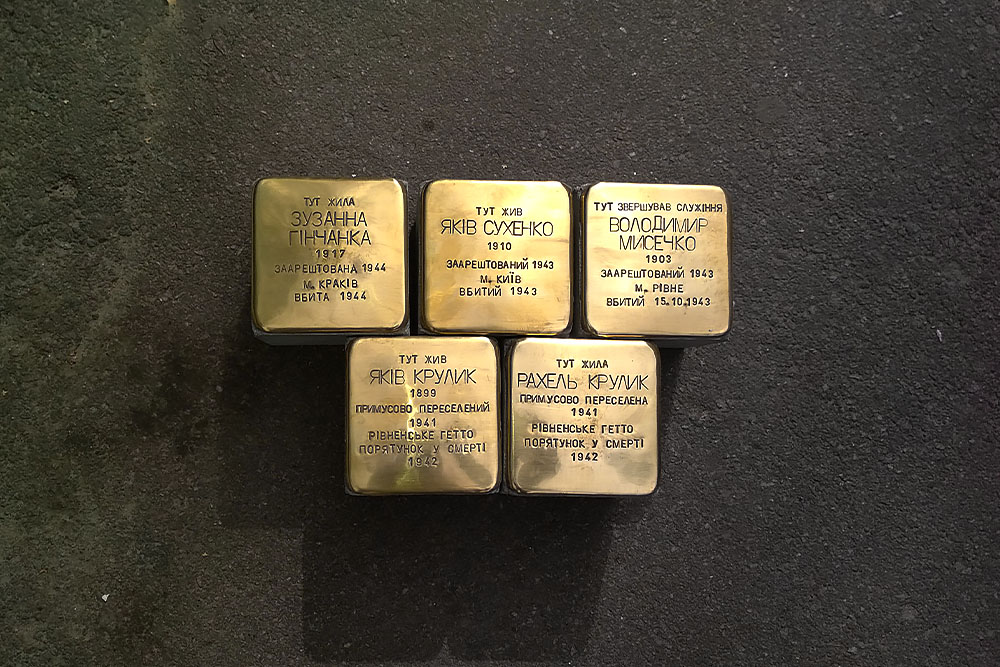 ТУТ ЖИЛА
ЗУЗАННА
ГІНЧАНКА
1917
ЗААРЕШТОВАНА 1944
М. КРАКІВ
ВБИТА 1944
ТУТ ЖИВ
ЯКІВ СУХЕНКО
1910
ЗААРЕШТОВАНИЙ 1943
М. КИЇВ
ВБИТИЙ 1943
ТУТ ЗВЕРШУВАВ СЛУЖІННЯ
ВОЛОДИМИР
МИСЕЧКО
1903
ЗААРЕШТОВАНИЙ 1943
М. РІВНЕ
ВБИТИЙ 15.10.1943
ТУТ ЖИВ
ЯКІВ КРУЛИК
1899
ПРИМУСОВО ПЕРЕСЕЛЕНИЙ
1941
РІВНЕНСЬКЕ ГЕТТО
ПОРЯТУНОК У СМЕРТІ
1942
ТУТ ЖИЛА
РАХЕЛЬ КРУЛИК
ПРИМУСОВО ПЕРЕСЕЛЕНА
1941
РІВНЕНСЬКЕ ГЕТТО
ПОРЯТУНОК У СМЕРТІ
1942